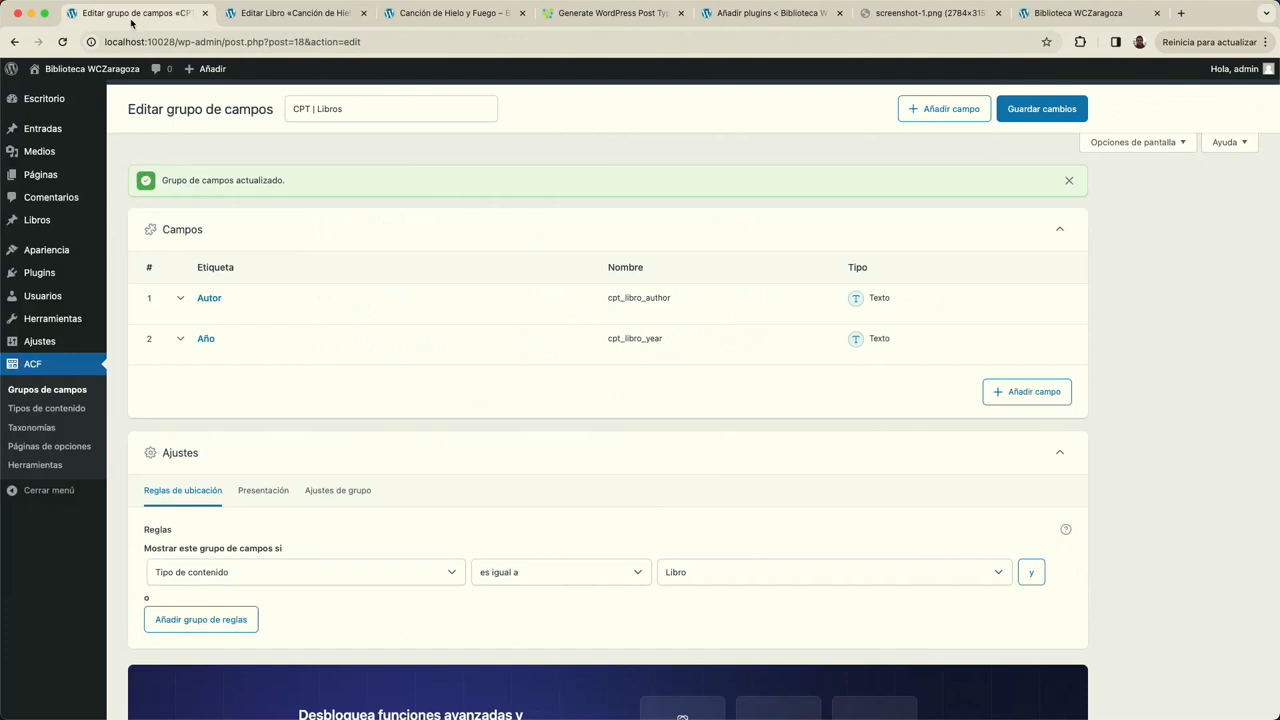 Editar grupo de campos «CPT
Editar Libro «Canción de Hiel
Canción de Hielo y Fuego –
Generate WordPress Post Typ
Añadir plugins < Biblioteca W
screenshot-1.png (2784×315
Biblioteca WCZaragoza
localhost:10028/wp-admin/post.php?post=18&action=edit
Reinicia para actualizar
Biblioteca WCZaragoza
0
Añadir
Hola, admin
Escritorio
Entradas
Medios
Páginas
Comentarios
Libros
Apariencia
Plugins
Usuarios
Herramientas
Ajustes
ACF
Grupos de campos
Tipos de contenido
Taxonomías
Páginas de opciones
Herramientas
Cerrar menú
Editar grupo de campos
CPT | Libros
+ Añadir campo
Guardar cambios
Opciones de pantalla
Ayuda
Grupo de campos actualizado.
Campos
# Etiqueta Nombre Tipo
1 Autor cpt_libro_author Texto
2 Año cpt_libro_year Texto
+ Añadir campo
Ajustes
Reglas de ubicación Presentación Ajustes de grupo
Reglas
Mostrar este grupo de campos si
Tipo de contenido es igual a Libro y
o
Añadir grupo de reglas
Desbloquea funciones avanzadas y